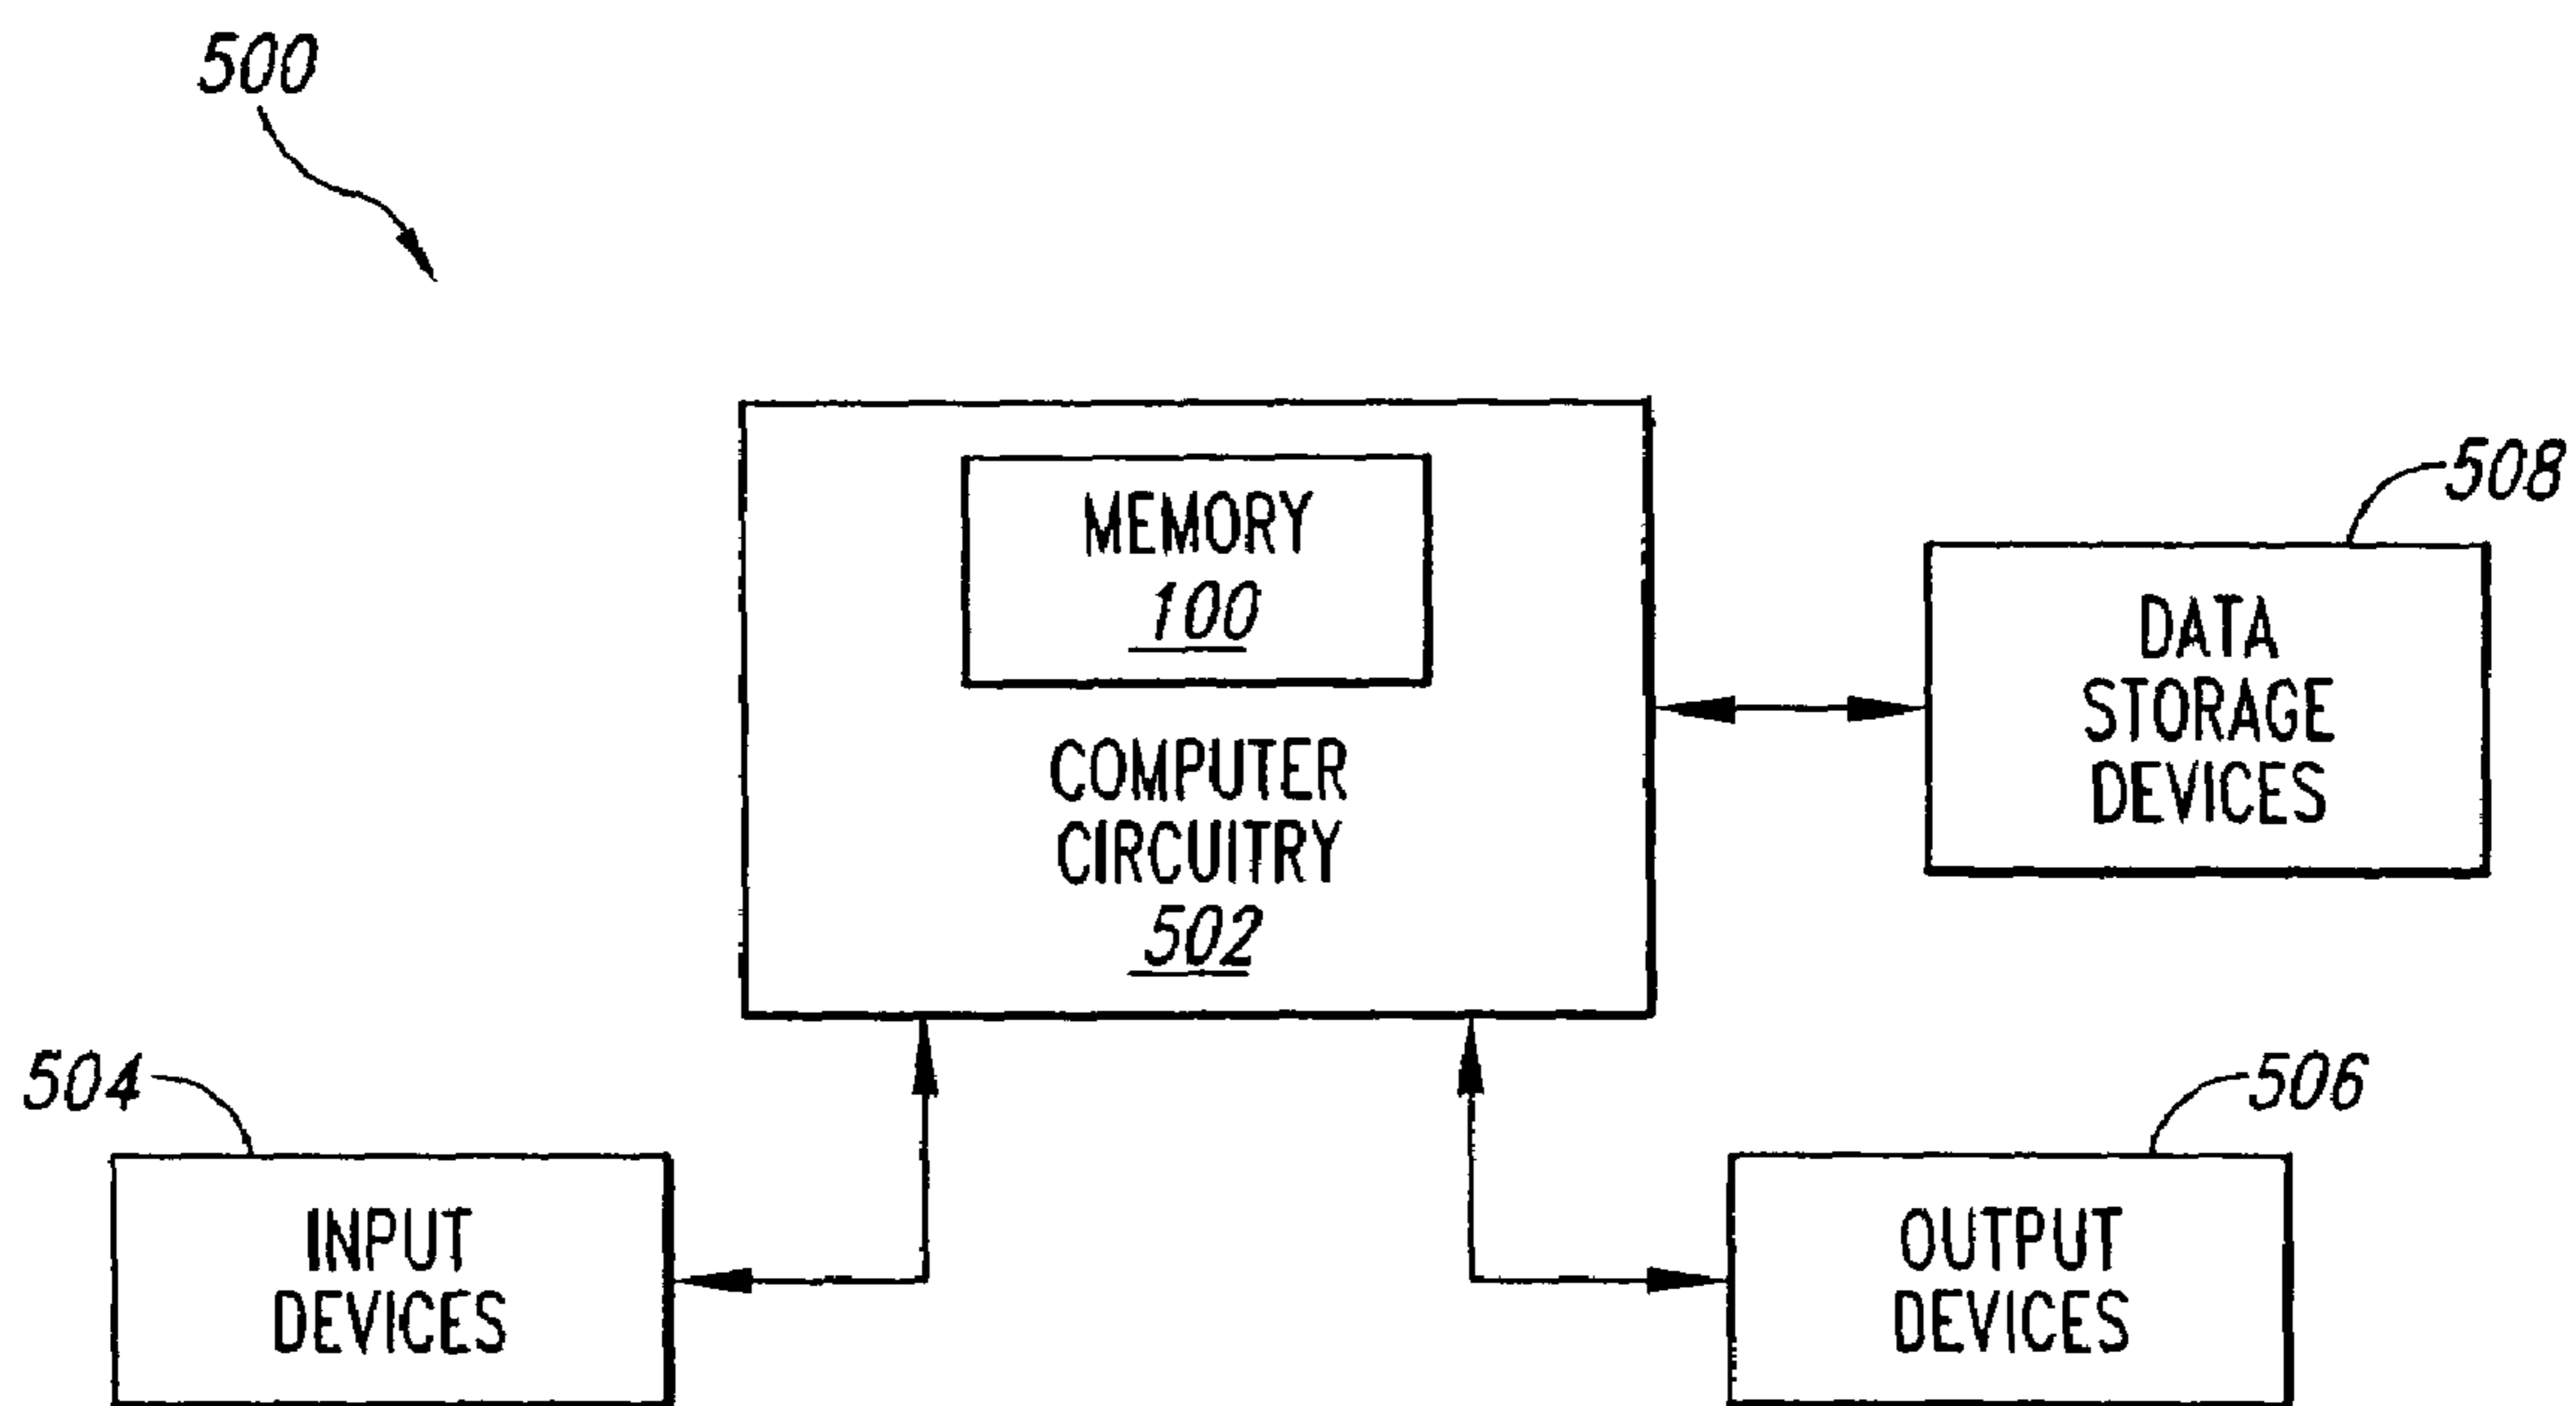 500
MEMORY
100
COMPUTER
CIRCUITRY
502
508
DATA
STORAGE
DEVICES
504
INPUT
DEVICES
506
OUTPUT
DEVICES